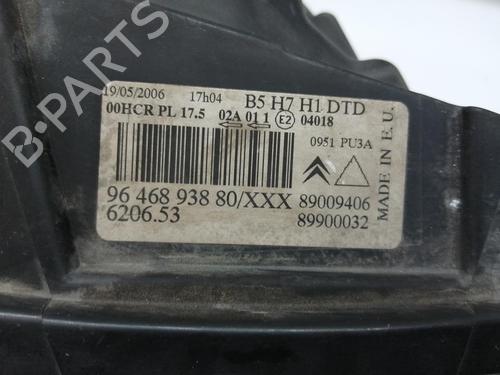 19/05/2006 17h04 B5 H7 H1 DTD
00HCR PL 17.5 02A 01 1 E2 04018
0951 PU3A
MADE IN E.U.
96 468 938 80/XXX 89009406
6206.53 89900032
B-PARTS